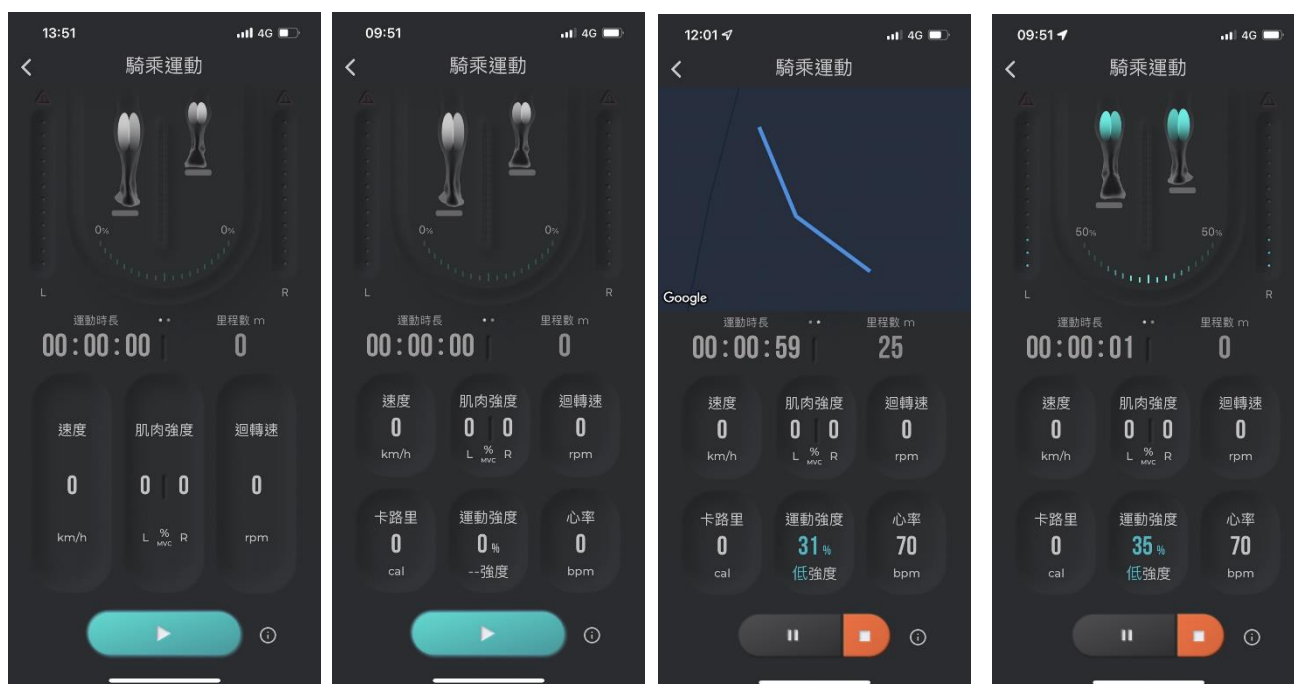 13:51 4G
騎乘運動
0% 0%
L R
運動時長 里程數 m
00:00:00 0
速度 肌肉強度 迴轉速
0 0 0 0
km/h L % MVC R rpm
09:51 4G
騎乘運動
0% 0%
L R
運動時長 里程數 m
00:00:00 0
速度 肌肉強度 迴轉速
0 0 0 0
km/h L % MVC R rpm
卡路里 運動強度 心率
0 0 % 0
cal --強度 bpm
12:01 4G
騎乘運動
Google
運動時長 里程數 m
00:00:59 25
速度 肌肉強度 迴轉速
0 0 0 0
km/h L % MVC R rpm
卡路里 運動強度 心率
0 31 % 70
cal 低強度 bpm
09:51 4G
騎乘運動
50% 50%
L R
運動時長 里程數 m
00:00:01 0
速度 肌肉強度 迴轉速
0 0 0 0
km/h L % MVC R rpm
卡路里 運動強度 心率
0 35 % 70
cal 低強度 bpm